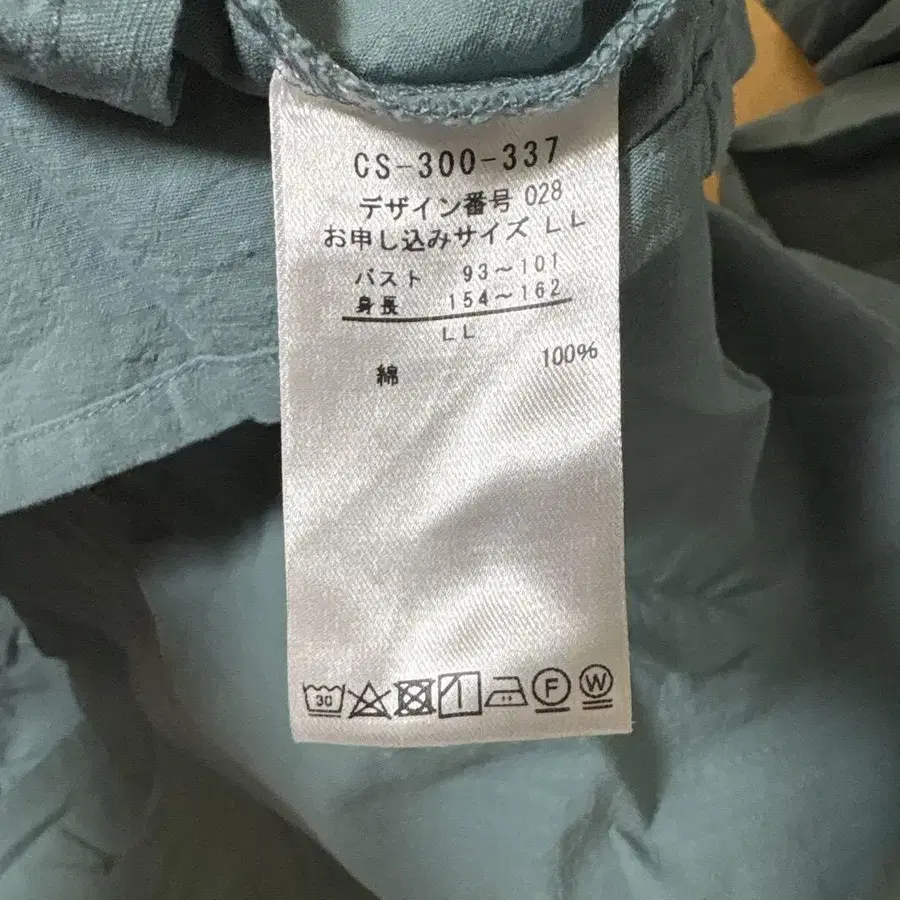 CS-300-337
デザイン番号 028
お申し込みサイズ LL
バスト 93～101
身長 154～162
LL
綿 100%
30 F W